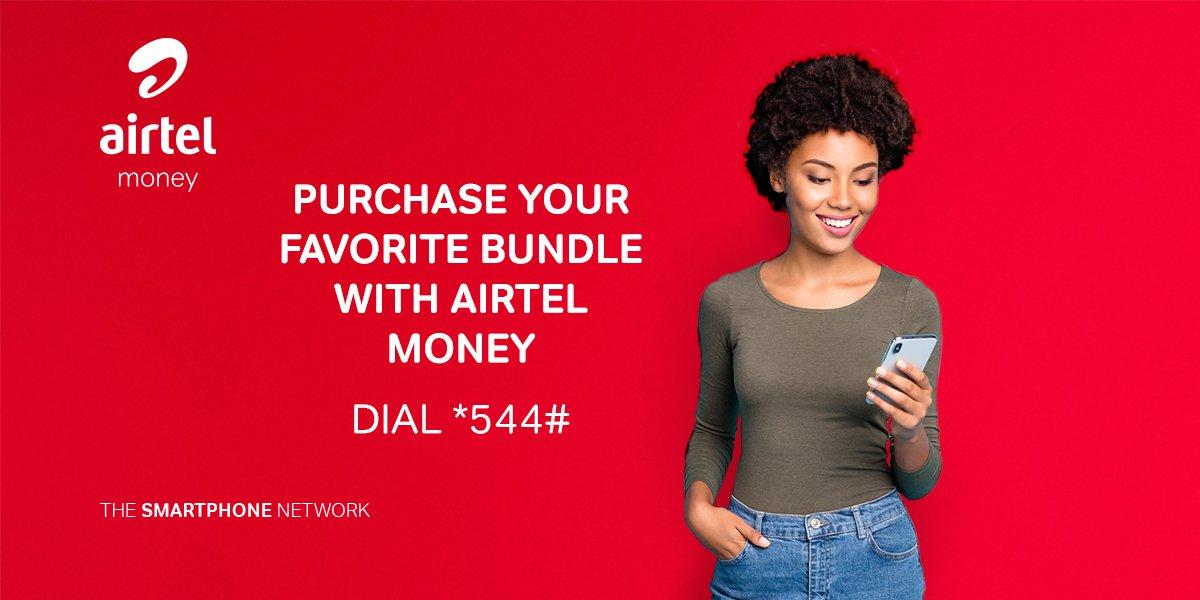 airtel
money
PURCHASE YOUR
FAVORITE BUNDLE
WITH AIRTEL
MONEY
DIAL *544#
THE SMARTPHONE NETWORK